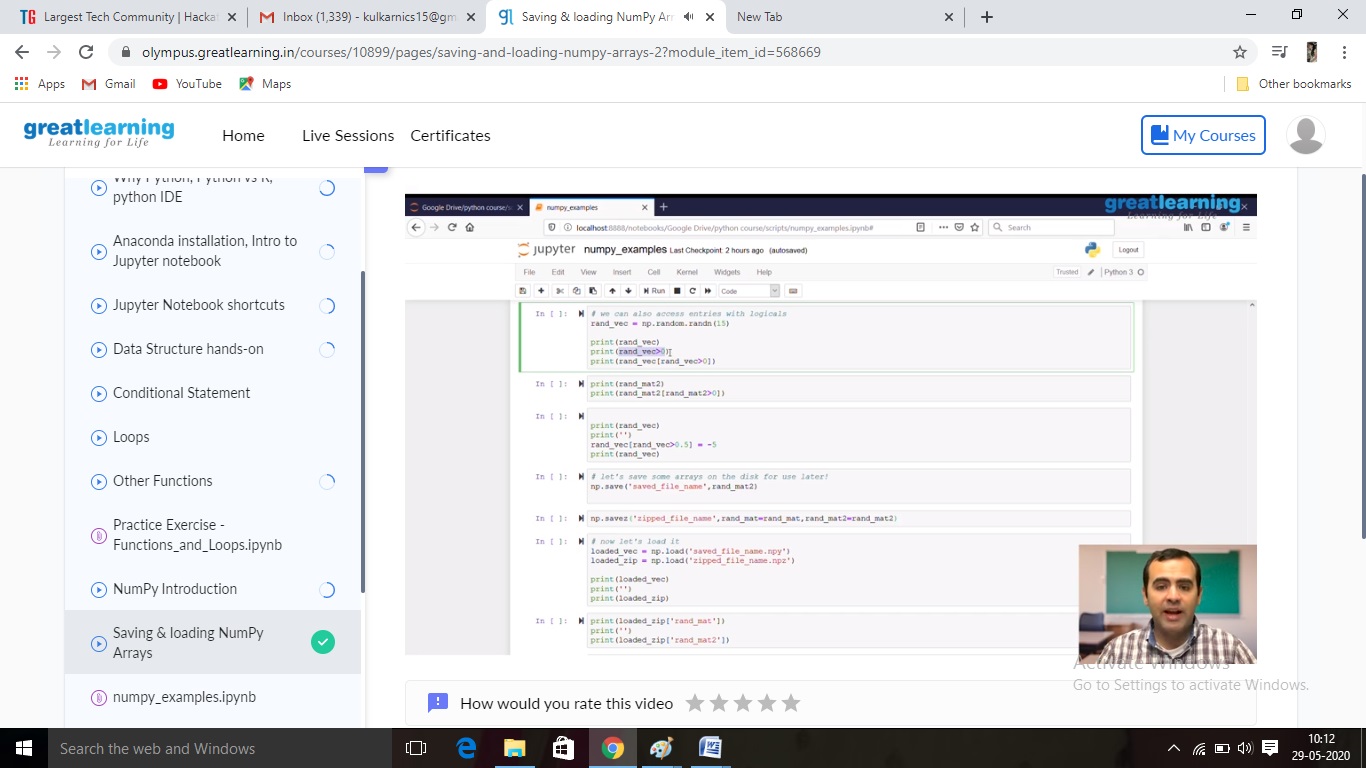 TG Largest Tech Community | Hacka
Inbox (1,339) - kulkarnics15@gm
gl Saving & loading NumPy Arr
New Tab
olympus.greatlearning.in/courses/10899/pages/saving-and-loading-numpy-arrays-2?module_item_id=568669
Apps Gmail YouTube Maps Other bookmarks
greatlearning
Learning for Life
Home Live Sessions Certificates My Courses
Why Python, Python vs R,
python IDE
Anaconda installation, Intro to
Jupyter notebook
Jupyter Notebook shortcuts
Data Structure hands-on
Conditional Statement
Loops
Other Functions
Practice Exercise -
Functions_and_Loops.ipynb
NumPy Introduction
Saving & loading NumPy
Arrays
numpy_examples.ipynb
Google Drive/python course/sc
numpy_examples
greatlearning
Learning for Life
localhost:8888/notebooks/Google Drive/python course/scripts/numpy_examples.ipynb#
Search
jupyter numpy_examples Last Checkpoint: 2 hours ago (autosaved)
Logout
File Edit View Insert Cell Kernel Widgets Help
Trusted Python 3
Run Code
In [ ]: # we can also access entries with logicals
rand_vec = np.random.randn(15)
print(rand_vec)
print(rand_vec>0)
print(rand_vec[rand_vec>0])
In [ ]: print(rand_mat2)
print(rand_mat2[rand_mat2>0])
In [ ]:
print(rand_vec)
print('')
rand_vec[rand_vec>0.5] = -5
print(rand_vec)
In [ ]: # let's save some arrays on the disk for use later!
np.save('saved_file_name',rand_mat2)
In [ ]: np.savez('zipped_file_name',rand_mat=rand_mat,rand_mat2=rand_mat2)
In [ ]: # now let's load it
loaded_vec = np.load('saved_file_name.npy')
loaded_zip = np.load('zipped_file_name.npz')
print(loaded_vec)
print('')
print(loaded_zip)
In [ ]: print(loaded_zip['rand_mat'])
print('')
print(loaded_zip['rand_mat2'])
Activate Windows
Go to Settings to activate Windows.
How would you rate this video
Search the web and Windows
10:12
29-05-2020